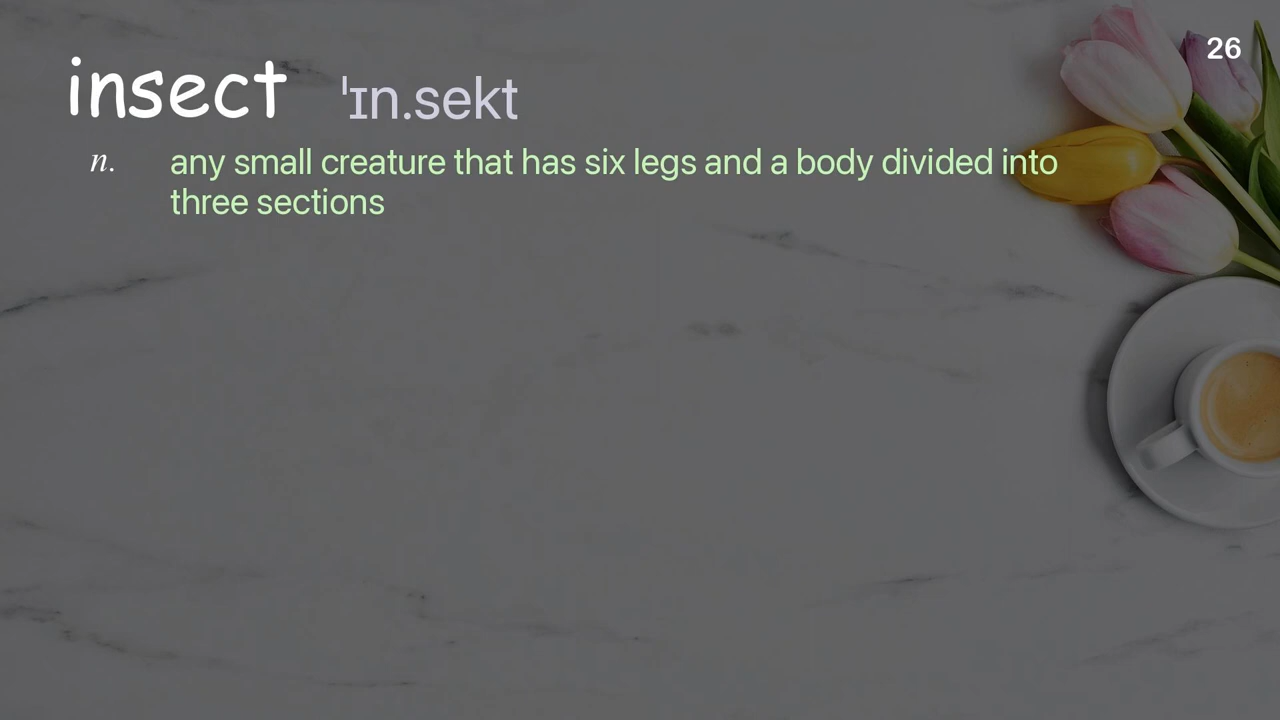 26
insect ˈɪn.sekt
n. any small creature that has six legs and a body divided into
three sections